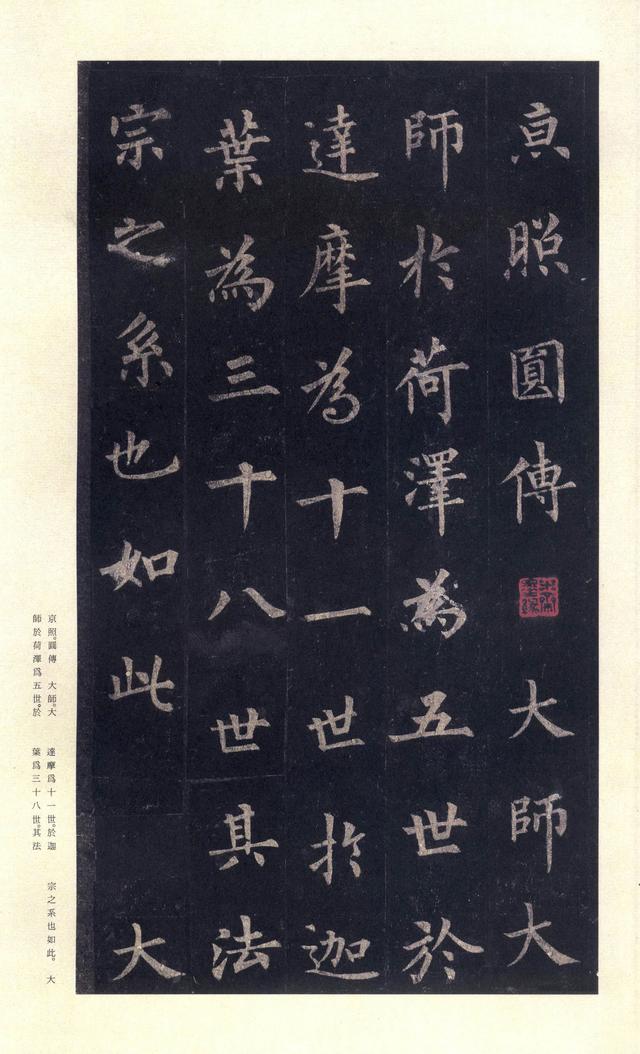 京照圓傳　大師大
師於荷澤為五世於
達摩為十一世於迦
葉為三十八世其法
宗之系也如此　大
京照。圓傳　大師。大
師於荷澤爲五世。於
達摩爲十一世。於迦
葉爲三十八世。其法
宗之系也如此。　大